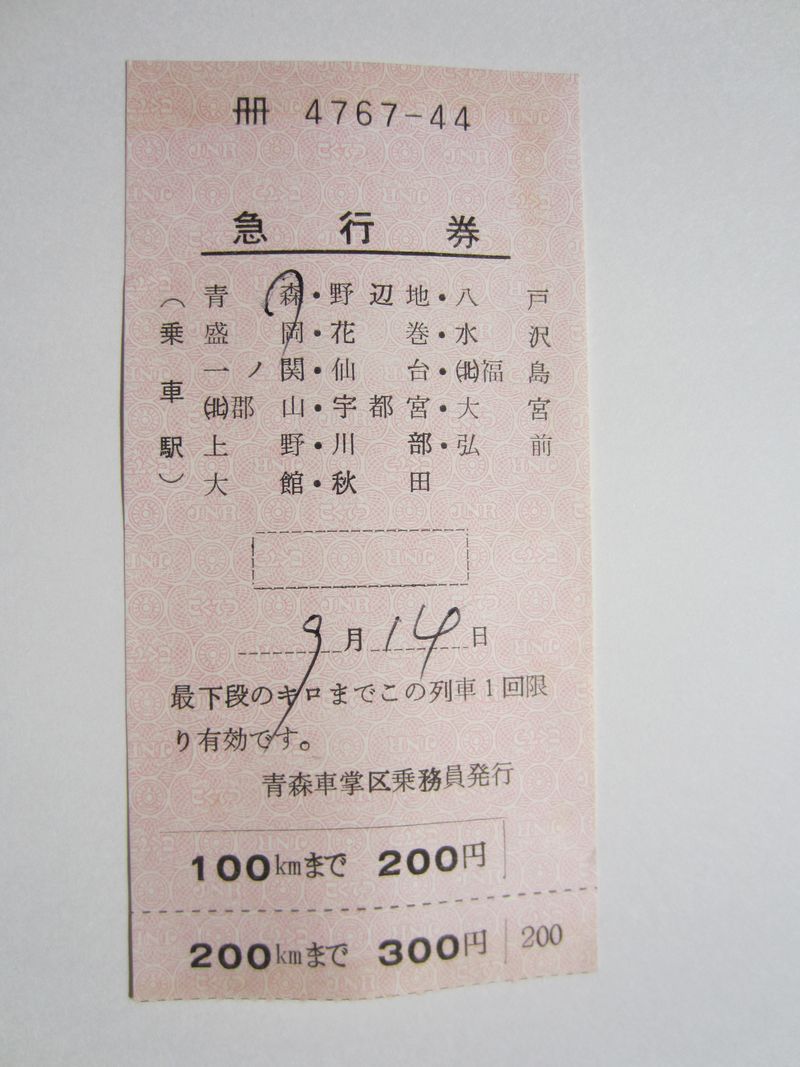 冊 4767-44
急行券
(乗車駅)
青森・野辺地・八戸
盛岡・花巻・水沢
一ノ関・仙台・㈹福島
㈹郡山・宇都宮・大宮
上野・川部・弘前
大館・秋田
9月14日
最下段のキロまでこの列車1回限
り有効です。
青森車掌区乗務員発行
100kmまで 200円
200kmまで 300円 200